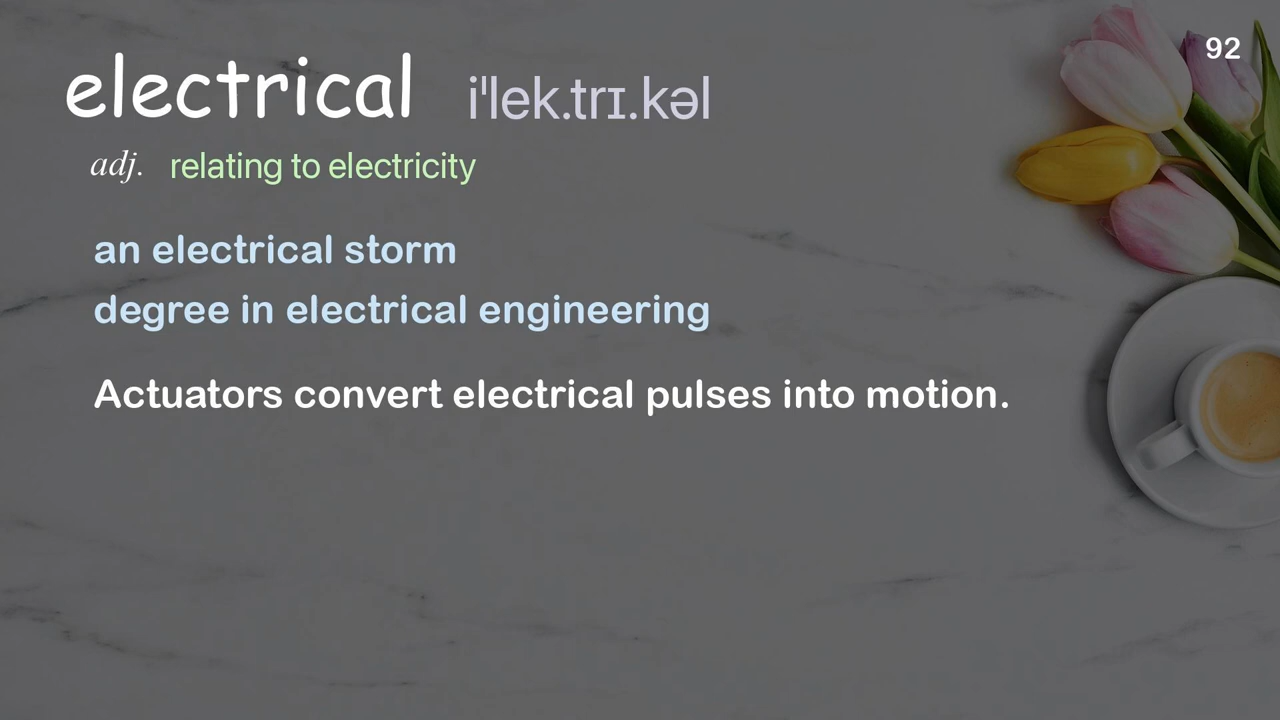 92
electrical iˈlek.trɪ.kəl
adj. relating to electricity
an electrical storm
degree in electrical engineering
Actuators convert electrical pulses into motion.